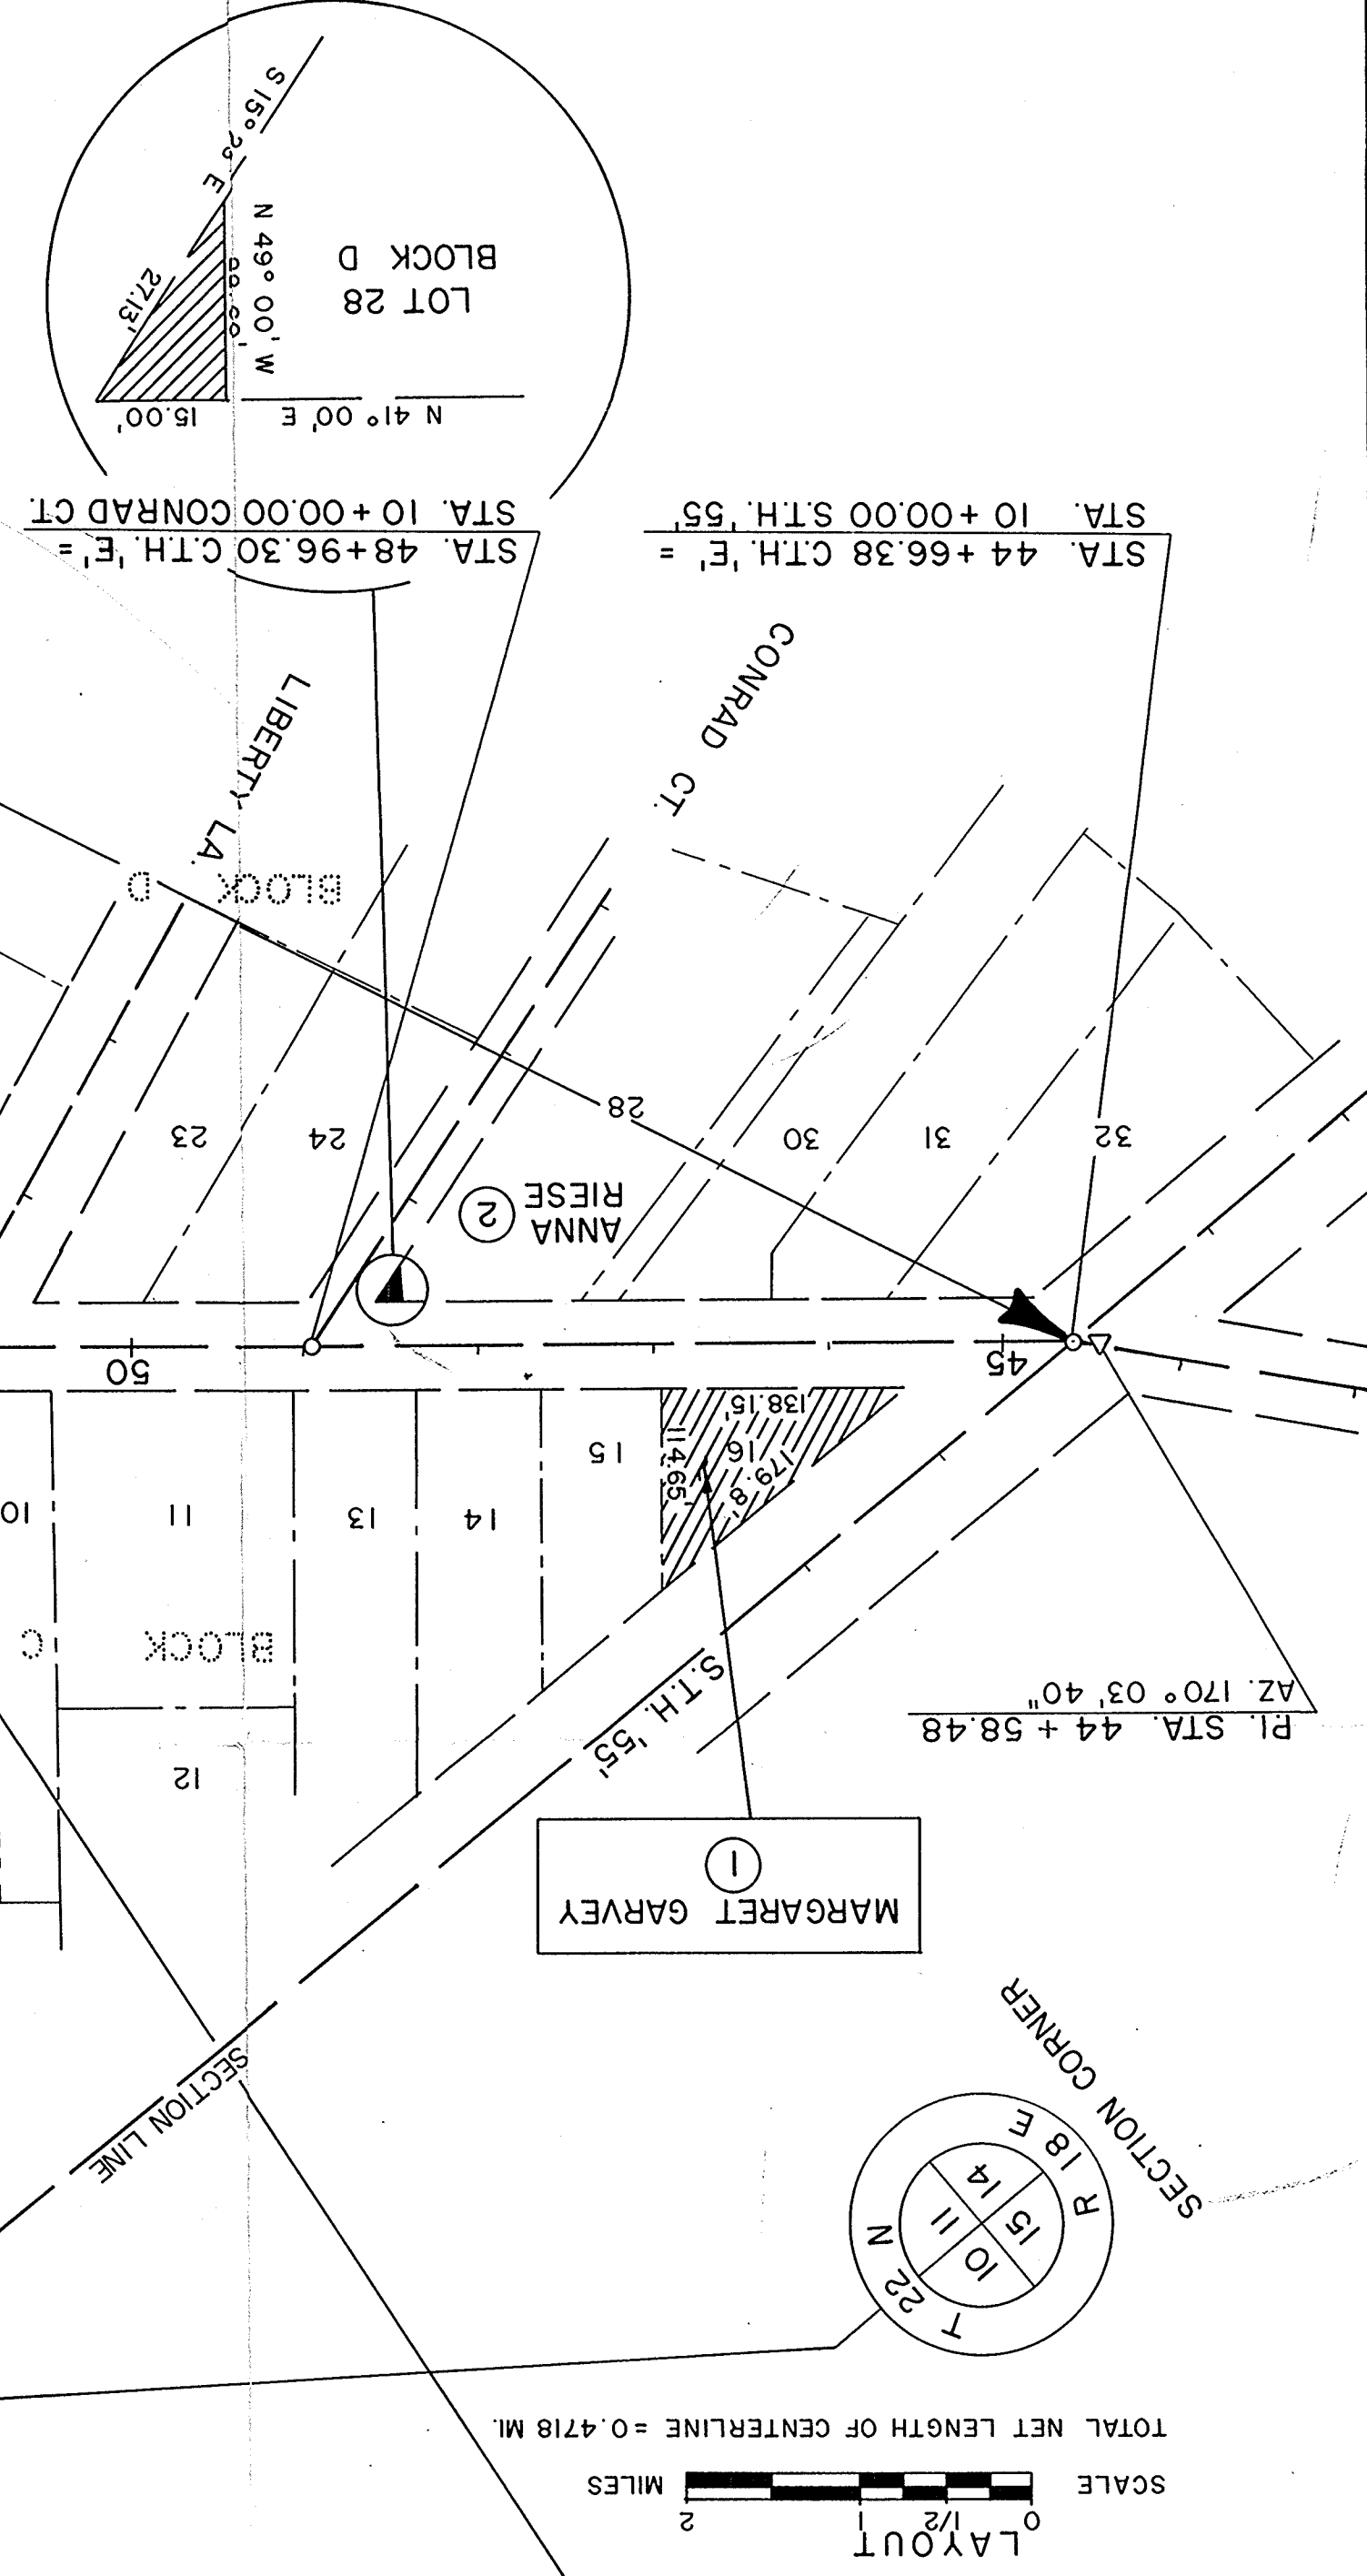 LAYOUT
0 1/2 1 2
SCALE MILES
TOTAL NET LENGTH OF CENTERLINE = 0.4718 MI.
T 22 N
R 18 E
10 11
15 14
SECTION CORNER
SECTION LINE
MARGARET GARVEY
1
P.I. STA. 44 + 58.48
AZ. 170° 03' 40"
S.T.H. '55'
12
BLOCK C
14
13
11
10
15
16
179. 8'
114.65'
138.15'
45
50
ANNA
RIESE
2
32
31
30
28
24
23
BLOCK D
CONRAD CT.
LIBERTY LA.
STA. 44 + 66.38 C.T.H. 'E' =
STA. 10 + 00.00 S.T.H. '55'
STA. 48+96.30 C.T.H. 'E' =
STA. 10 + 00.00 CONRAD CT.
N 41° 00' E
15.00'
LOT 28
BLOCK D
N 49° 00' W
27.13'
S 15° E